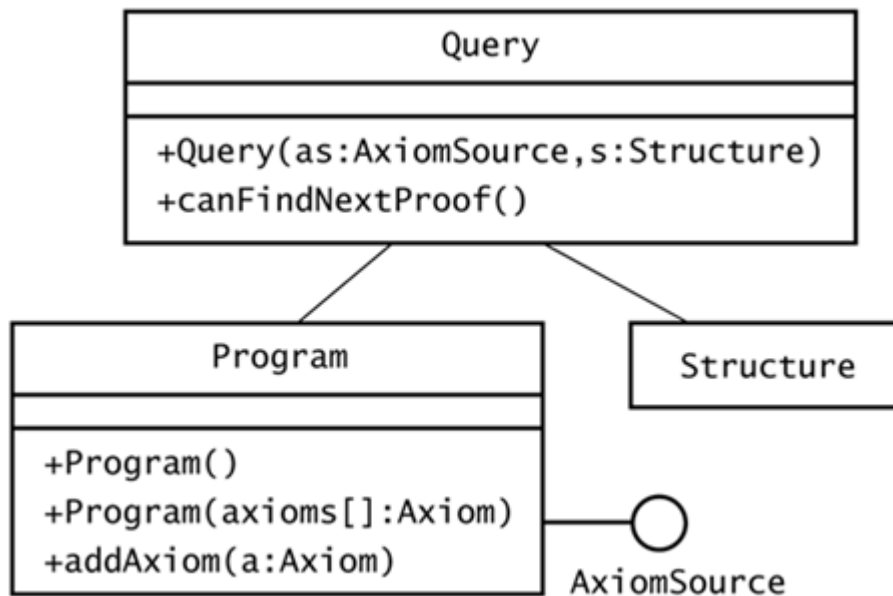 Query
+Query(as:AxiomSource,s:Structure)
+canFindNextProof()
Program
Structure
+Program()
+Program(axioms[]:Axiom)
+addAxiom(a:Axiom)
AxiomSource